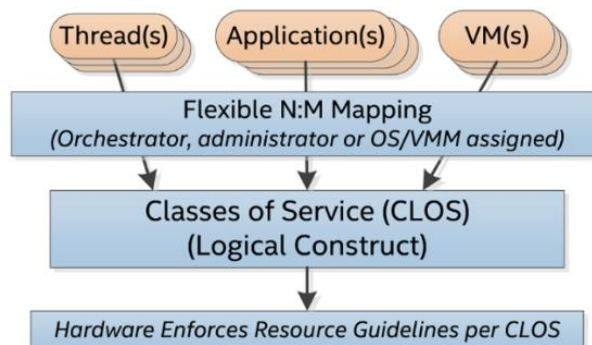 Thread(s)
Application(s)
VM(s)
Flexible N:M Mapping
(Orchestrator, administrator or OS/VMM assigned)
Classes of Service (CLOS)
(Logical Construct)
Hardware Enforces Resource Guidelines per CLOS